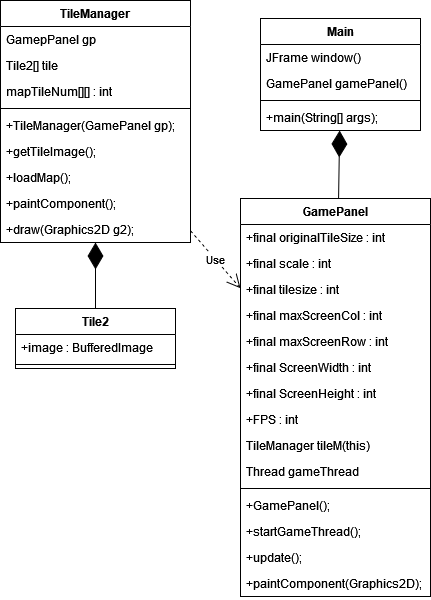 TileManager
GamepPanel gp
Tile2[] tile
mapTileNum[][] : int
+TileManager(GamePanel gp);
+getTileImage();
+loadMap();
+paintComponent();
+draw(Graphics2D g2);
Main
JFrame window()
GamePanel gamePanel()
+main(String[] args);
Use
Tile2
+image : BufferedImage
GamePanel
+final originalTileSize : int
+final scale : int
+final tilesize : int
+final maxScreenCol : int
+final maxScreenRow : int
+final ScreenWidth : int
+final ScreenHeight : int
+FPS : int
TileManager tileM(this)
Thread gameThread
+GamePanel();
+startGameThread();
+update();
+paintComponent(Graphics2D);